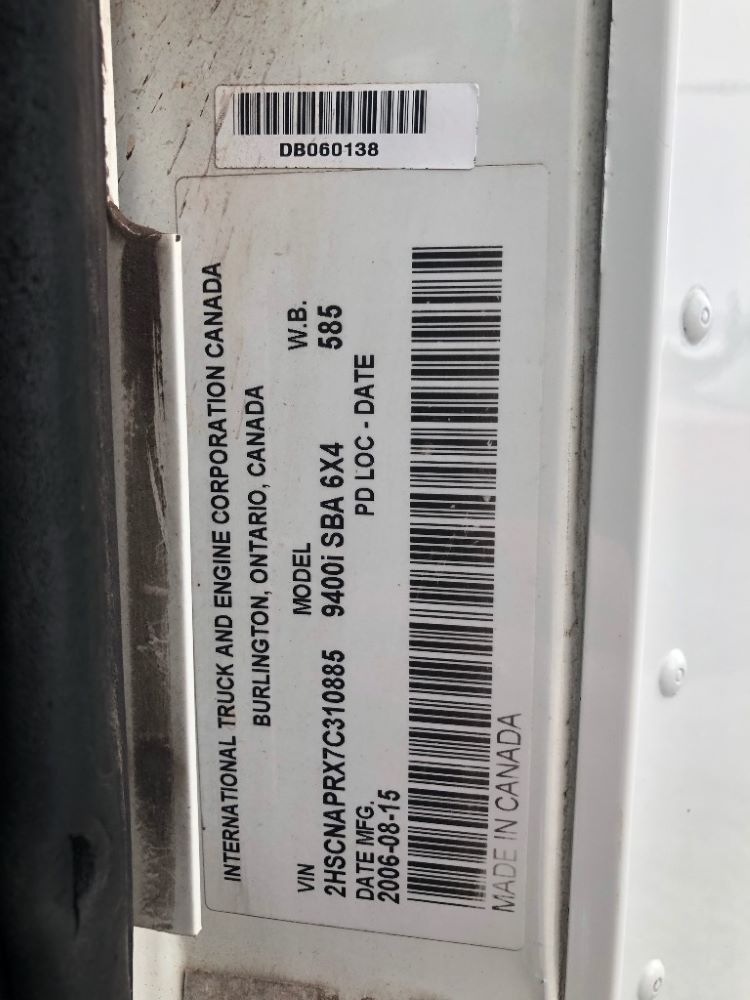 DB060138
INTERNATIONAL TRUCK AND ENGINE CORPORATION CANADA
BURLINGTON, ONTARIO, CANADA
VIN MODEL W.B.
2HSCNAPRX7C310885 9400i SBA 6X4 585
DATE MFG. PD LOC - DATE
2006-08-15
MADE IN CANADA